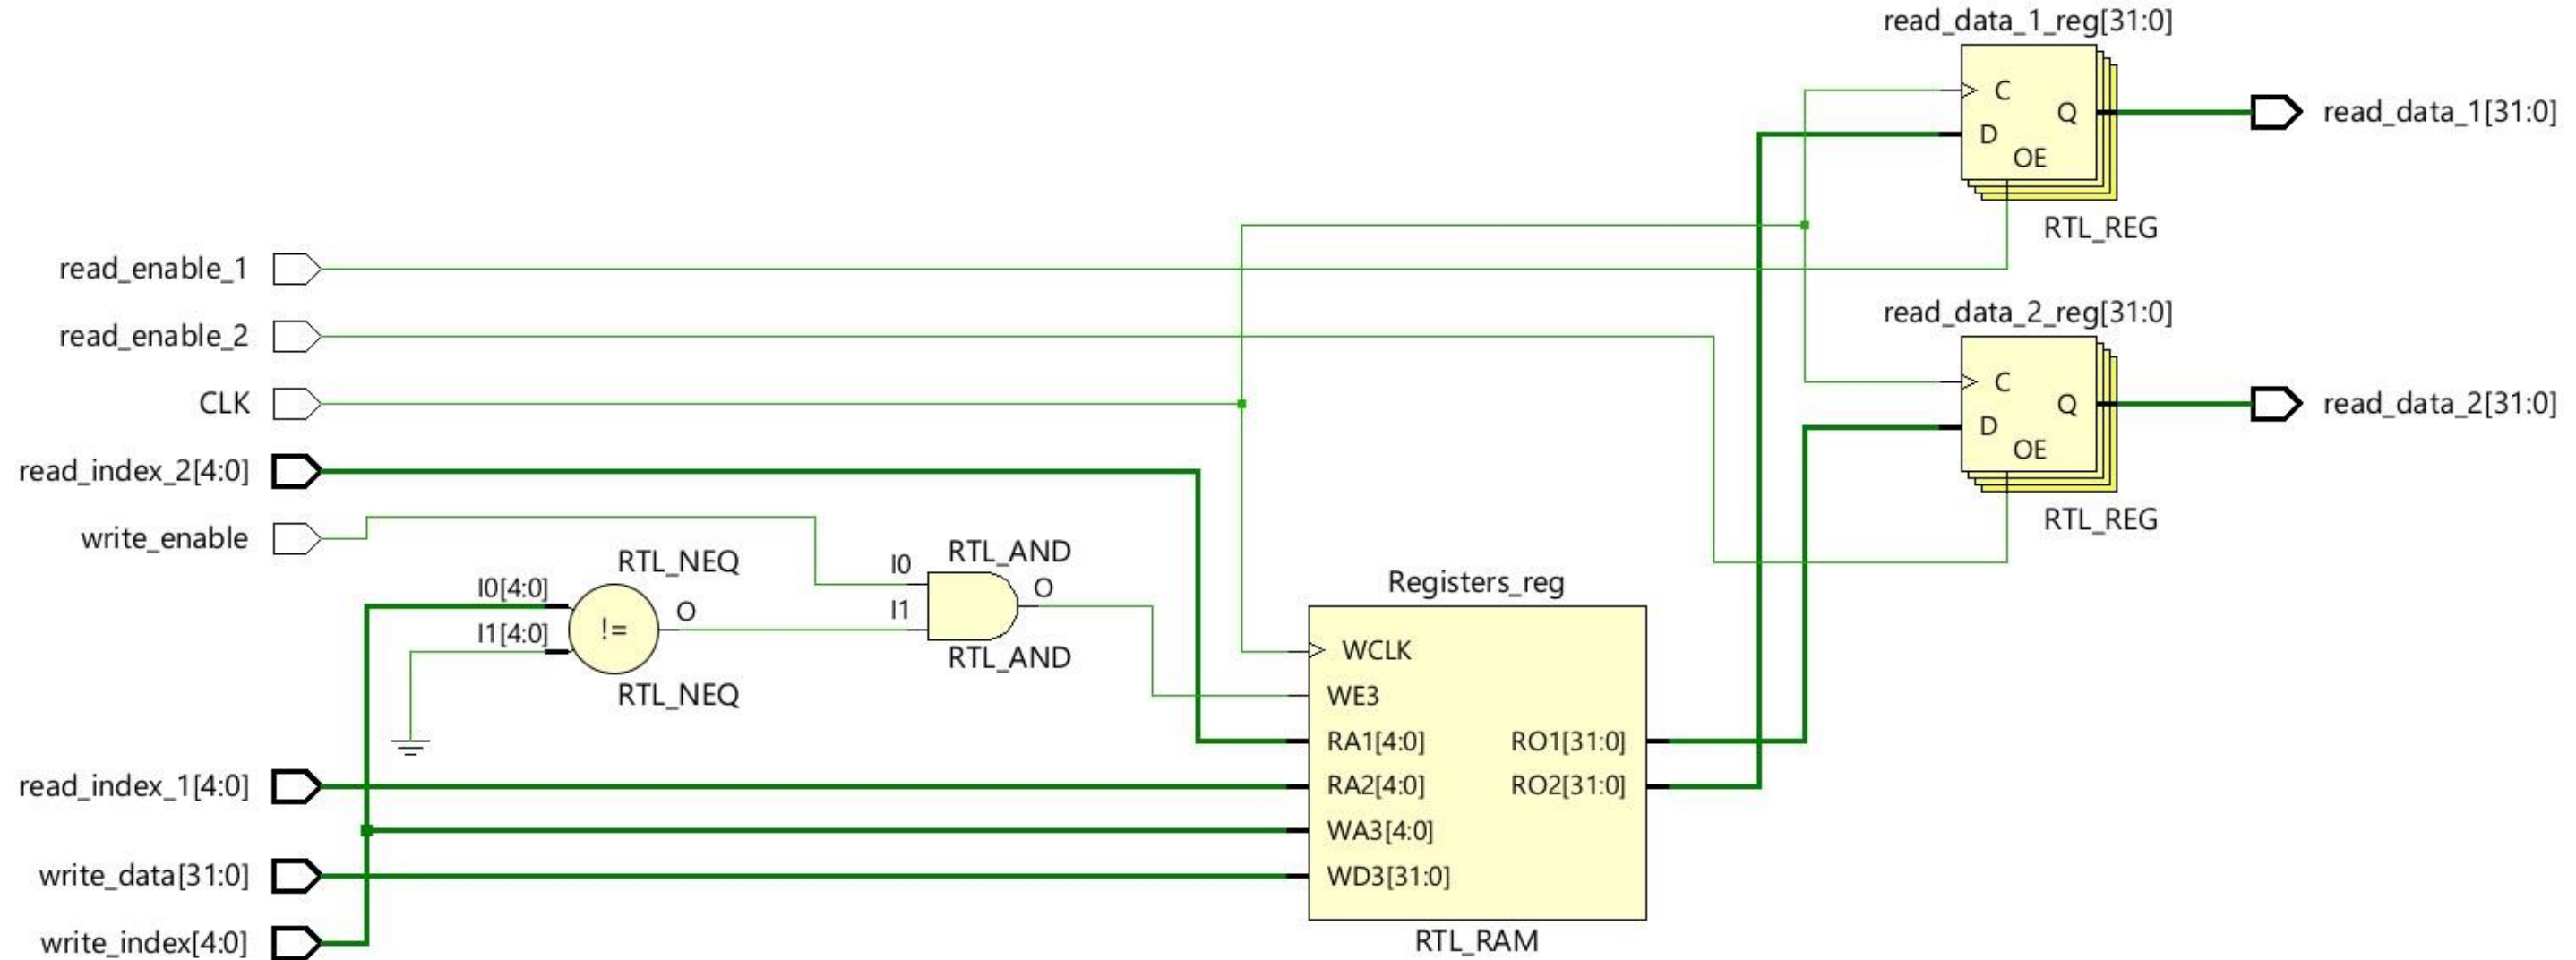 read_data_1_reg[31:0]
C
Q
D
OE
read_data_1[31:0]
RTL_REG
read_enable_1
read_enable_2
CLK
read_data_2_reg[31:0]
C
Q
D
OE
read_data_2[31:0]
RTL_REG
read_index_2[4:0]
write_enable
RTL_NEQ
I0[4:0]
I1[4:0]
!=
O
RTL_NEQ
RTL_AND
I0
I1
O
RTL_AND
Registers_reg
WCLK
WE3
RA1[4:0]
RO1[31:0]
RA2[4:0]
RO2[31:0]
WA3[4:0]
WD3[31:0]
RTL_RAM
read_index_1[4:0]
write_data[31:0]
write_index[4:0]